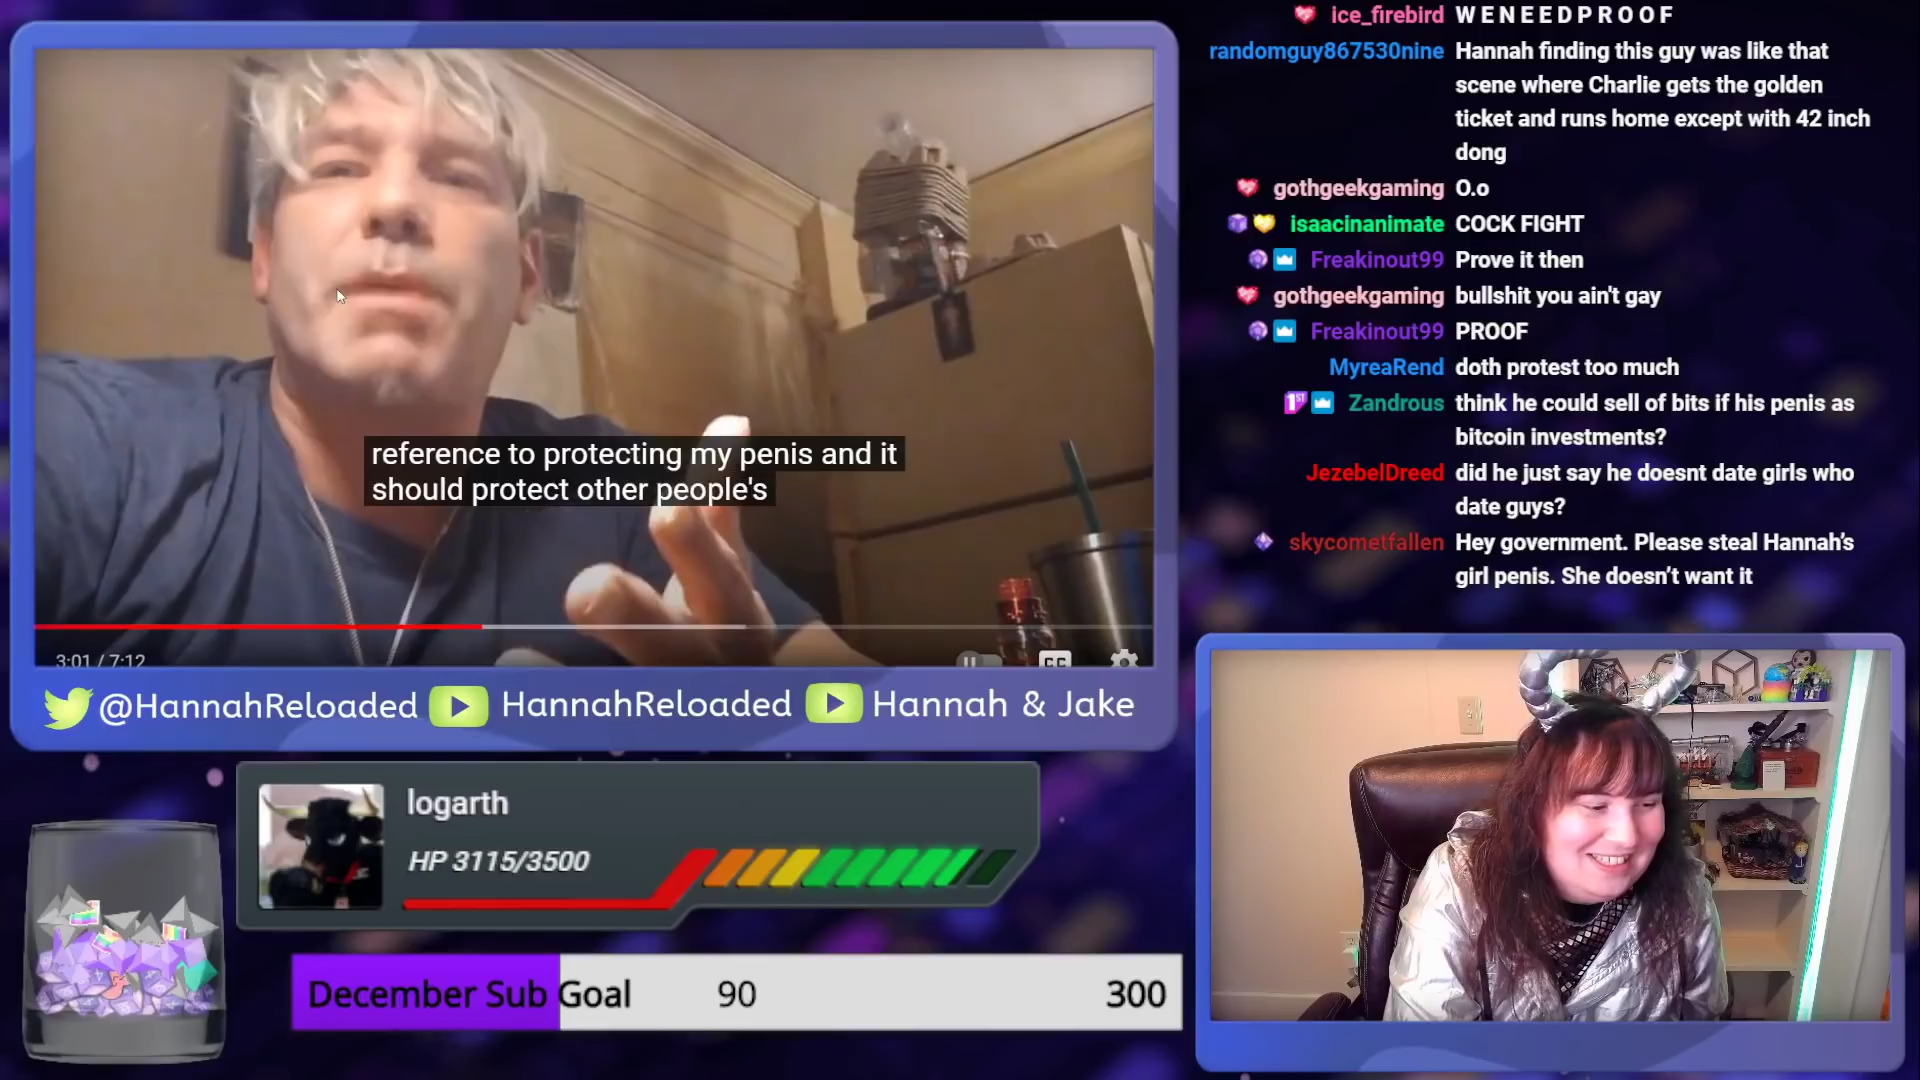 reference to protecting my penis and it
should protect other people's
3:01 / 7:12
CC
@HannahReloaded HannahReloaded Hannah & Jake
logarth
HP 3115/3500
December Sub Goal 90 300
ice_firebird W E N E E D P R O O F
randomguy867530nine Hannah finding this guy was like that
scene where Charlie gets the golden
ticket and runs home except with 42 inch
dong
gothgeekgaming O.o
isaacinanimate COCK FIGHT
Freakinout99 Prove it then
gothgeekgaming bullshit you ain't gay
Freakinout99 PROOF
MyreaRend doth protest too much
1ST Zandrous think he could sell of bits if his penis as
bitcoin investments?
JezebelDreed did he just say he doesnt date girls who
date guys?
skycometfallen Hey government. Please steal Hannah's
girl penis. She doesn't want it